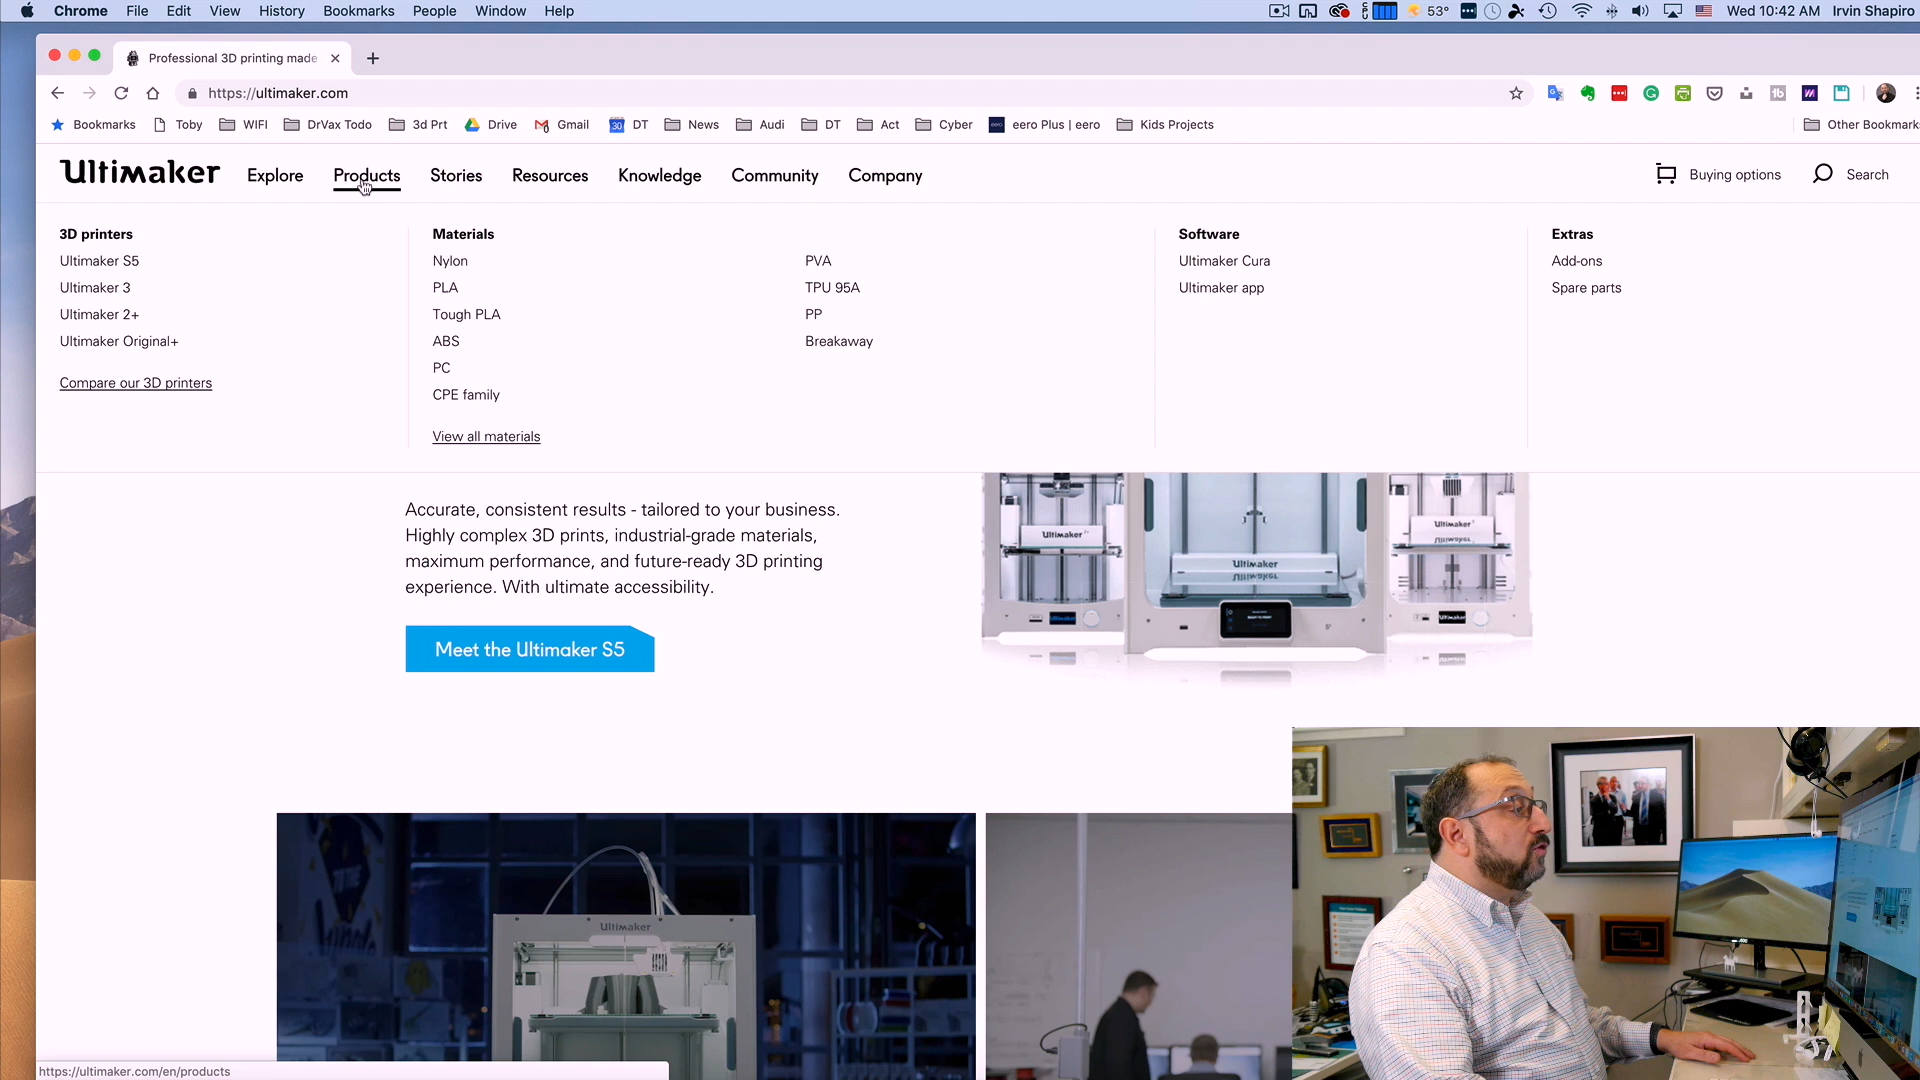 Chrome File Edit View History Bookmarks People Window Help
53° Wed 10:42 AM Irvin Shapiro
Professional 3D printing made
https://ultimaker.com
Bookmarks Toby WIFI DrVax Todo 3d Prt Drive Gmail 30 DT News Audi DT Act Cyber eero eero Plus | eero Kids Projects Other Bookmarks
Ultimaker Explore Products Stories Resources Knowledge Community Company Buying options Search
3D printers
Ultimaker S5
Ultimaker 3
Ultimaker 2+
Ultimaker Original+
Compare our 3D printers
Materials
Nylon
PLA
Tough PLA
ABS
PC
CPE family
View all materials
PVA
TPU 95A
PP
Breakaway
Software
Ultimaker Cura
Ultimaker app
Extras
Add-ons
Spare parts
Accurate, consistent results - tailored to your business.
Highly complex 3D prints, industrial-grade materials,
maximum performance, and future-ready 3D printing
experience. With ultimate accessibility.
Meet the Ultimaker S5
Ultimaker
Ultimaker
Ultimaker
Ultimaker
https://ultimaker.com/en/products